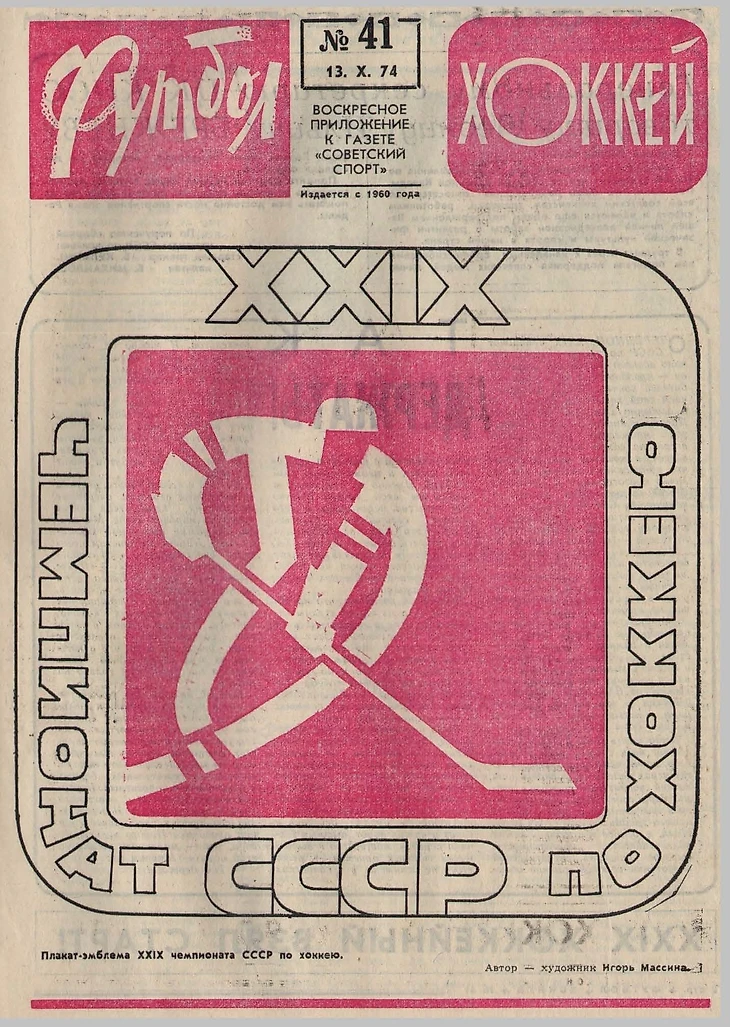 Футбол
№ 41
13. X. 74
ВОСКРЕСНОЕ
ПРИЛОЖЕНИЕ
К ГАЗЕТЕ
«СОВЕТСКИЙ
СПОРТ»
Издается с 1960 года
ХОККЕЙ
XXIX
ЧЕМПИОНАТ СССР ПО ХОККЕЮ
Плакат-эмблема XXIX чемпионата СССР по хоккею.
Автор — художник Игорь Массина.